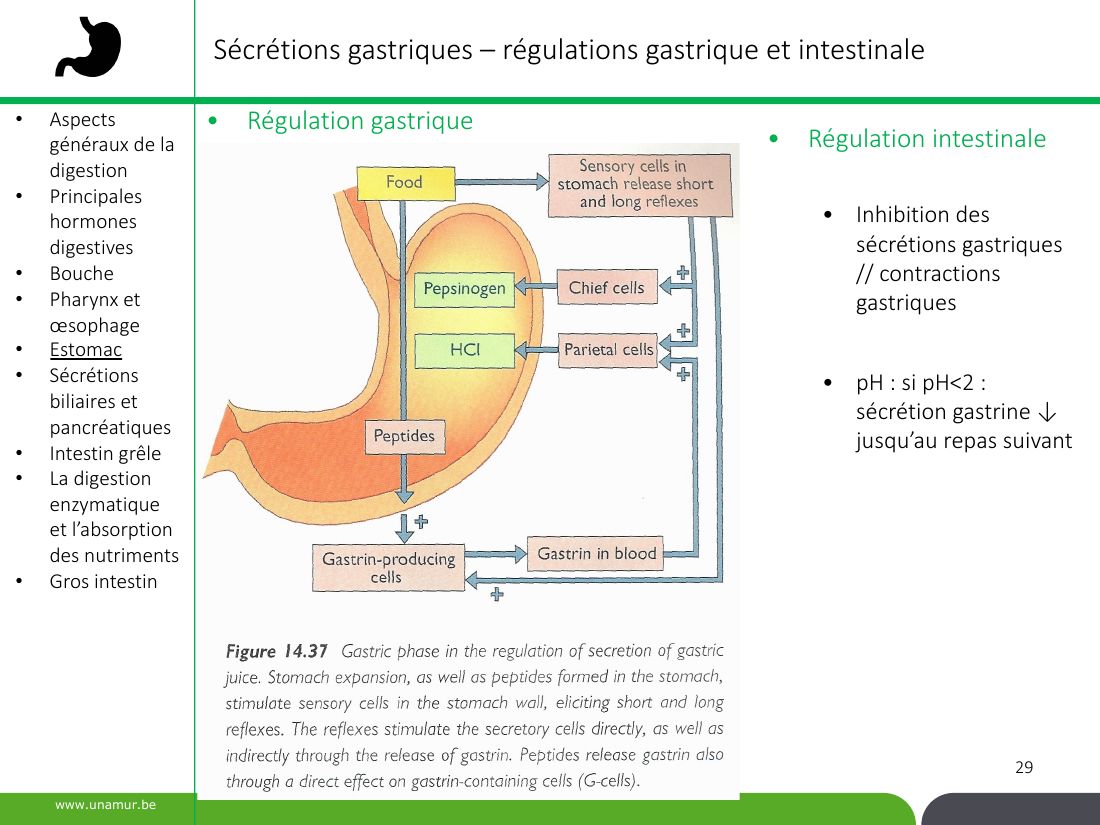 Sécrétions gastriques – régulations gastrique et intestinale
• Aspects
généraux de la
digestion
• Principales
hormones
digestives
• Bouche
• Pharynx et
œsophage
• Estomac
• Sécrétions
biliaires et
pancréatiques
• Intestin grêle
• La digestion
enzymatique
et l’absorption
des nutriments
• Gros intestin
• Régulation gastrique
Food
Sensory cells in
stomach release short
and long reflexes
Pepsinogen
Chief cells
+
HCl
Parietal cells
+
+
Peptides
+
Gastrin-producing
cells
Gastrin in blood
+
Figure 14.37 Gastric phase in the regulation of secretion of gastric
juice. Stomach expansion, as well as peptides formed in the stomach,
stimulate sensory cells in the stomach wall, eliciting short and long
reflexes. The reflexes stimulate the secretory cells directly, as well as
indirectly through the release of gastrin. Peptides release gastrin also
through a direct effect on gastrin-containing cells (G-cells).
• Régulation intestinale
• Inhibition des
sécrétions gastriques
// contractions
gastriques
• pH : si pH<2 :
sécrétion gastrine ↓
jusqu’au repas suivant
29
www.unamur.be